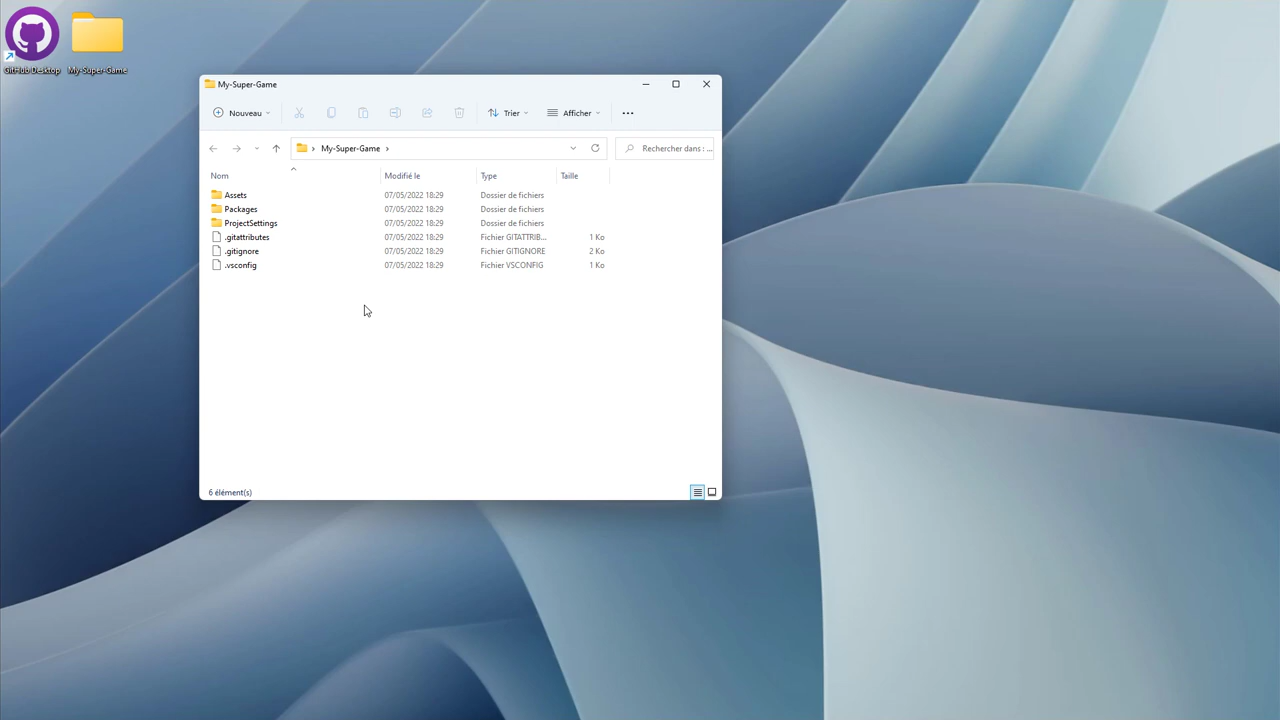 GitHub Desktop
My-Super-Game
My-Super-Game
Nouveau
Trier
Afficher
My-Super-Game
Rechercher dans : ...
Nom
Modifié le
Type
Taille
Assets
07/05/2022 18:29
Dossier de fichiers
Packages
07/05/2022 18:29
Dossier de fichiers
ProjectSettings
07/05/2022 18:29
Dossier de fichiers
.gitattributes
07/05/2022 18:29
Fichier GITATTRIB...
1 Ko
.gitignore
07/05/2022 18:29
Fichier GITIGNORE
2 Ko
.vsconfig
07/05/2022 18:29
Fichier VSCONFIG
1 Ko
6 élément(s)